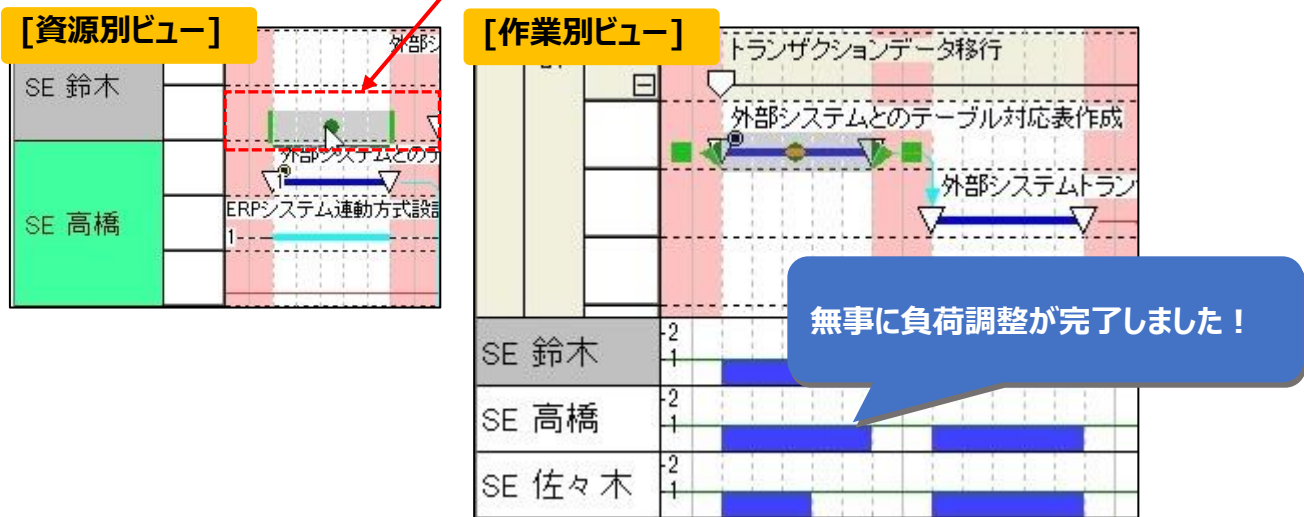 [資源別ビュー]
外部シ
SE 鈴木
外部システムとのテ
1
ERPシステム連動方式設計
SE 高橋
1
[作業別ビュー]
トランザクションデータ移行
外部システムとのテーブル対応表作成
外部システムトラン
無事に負荷調整が完了しました！
SE 鈴木
2
1
SE 高橋
2
1
SE 佐々木
2
1